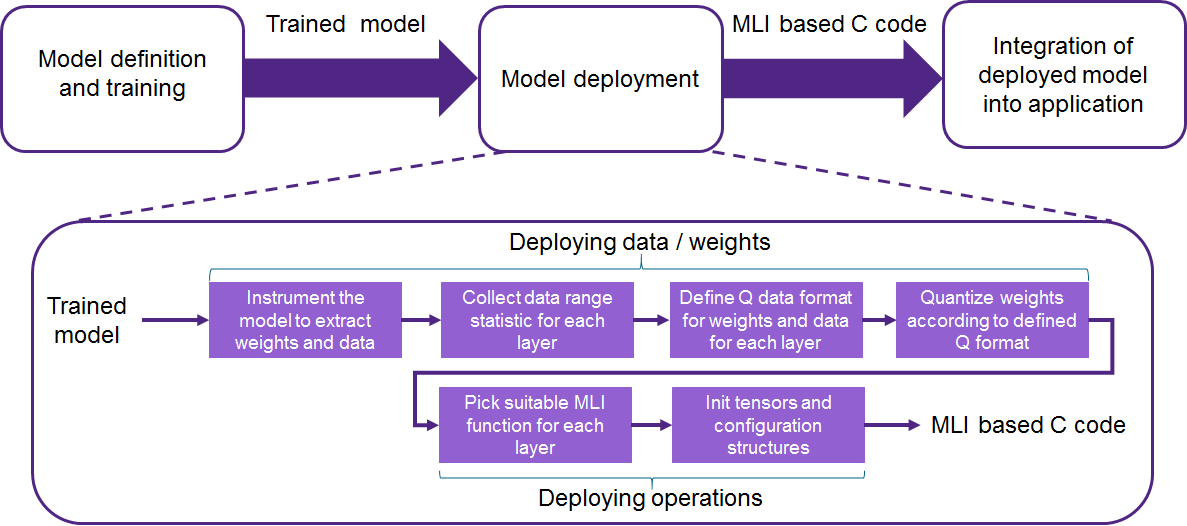 Trained model
MLI based C code
Model definition
and training
Model deployment
Integration of
deployed model
into application
Deploying data / weights
Trained
model
Instrument the
model to extract
weights and data
Collect data range
statistic for each
layer
Define Q data format
for weights and data
for each layer
Quantize weights
according to defined
Q format
Pick suitable MLI
function for each
layer
Init tensors and
configuration
structures
MLI based C code
Deploying operations